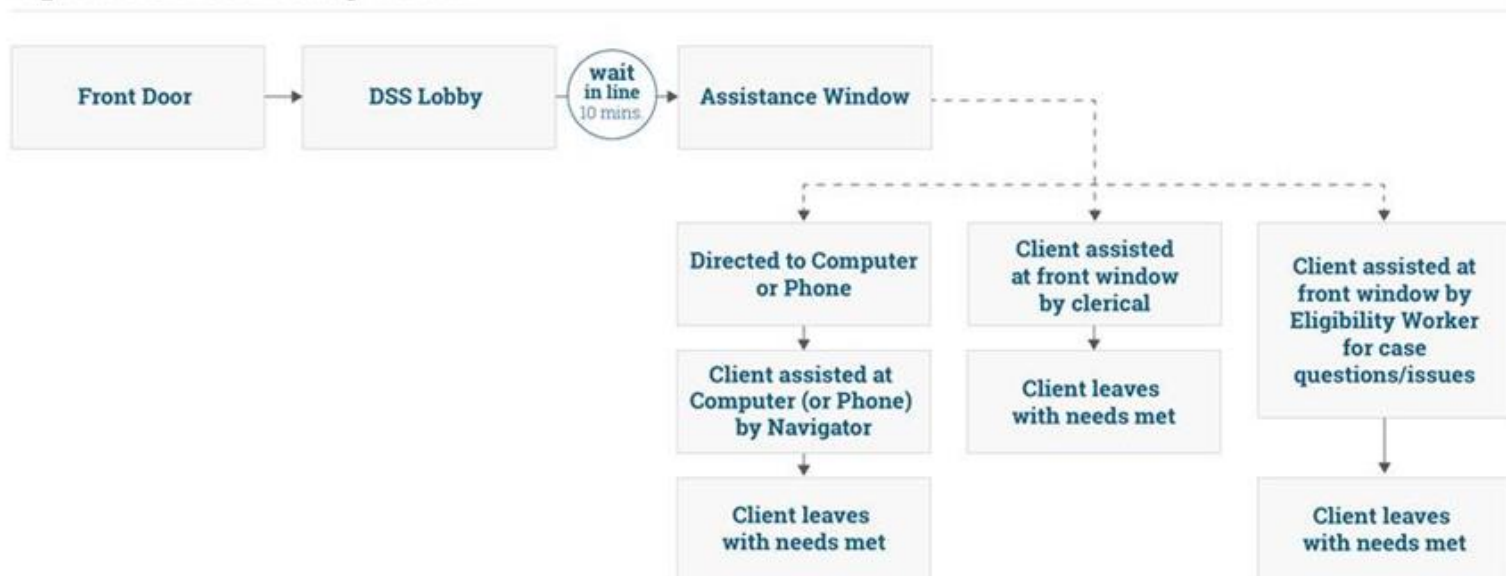 Front Door
DSS Lobby
wait
in line
10 mins.
Assistance Window
Directed to Computer
or Phone
Client assisted
at front window
by clerical
Client assisted at
front window by
Eligibility Worker
for case
questions/issues
Client assisted at
Computer (or Phone)
by Navigator
Client leaves
with needs met
Client leaves
with needs met
Client leaves
with needs met